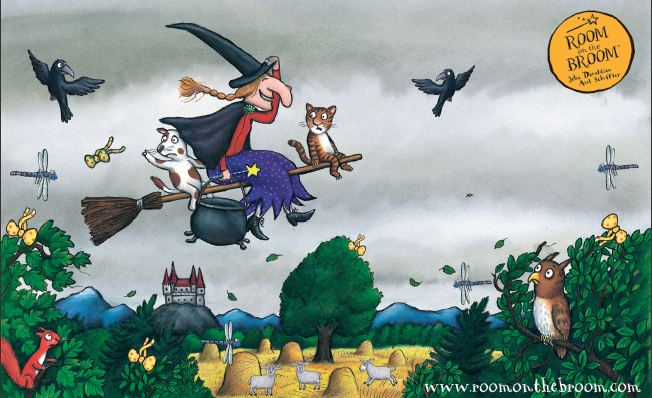 ROOM
on the
BROOM
Julia Donaldson
Axel Scheffler
www.roomonthebroom.com